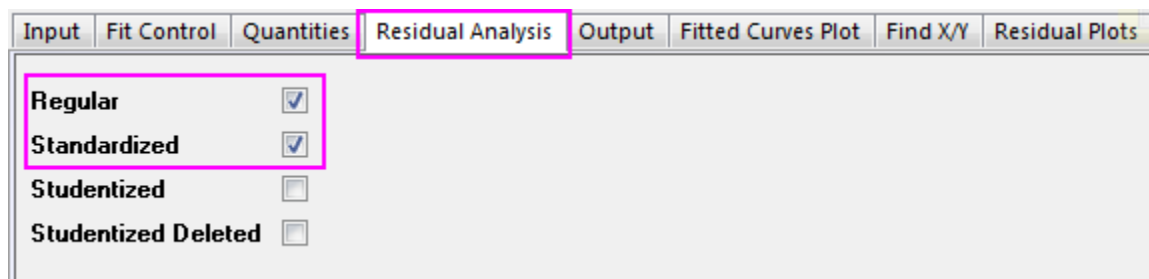 Input Fit Control Quantities Residual Analysis Output Fitted Curves Plot Find X/Y Residual Plots
Regular
Standardized
Studentized
Studentized Deleted